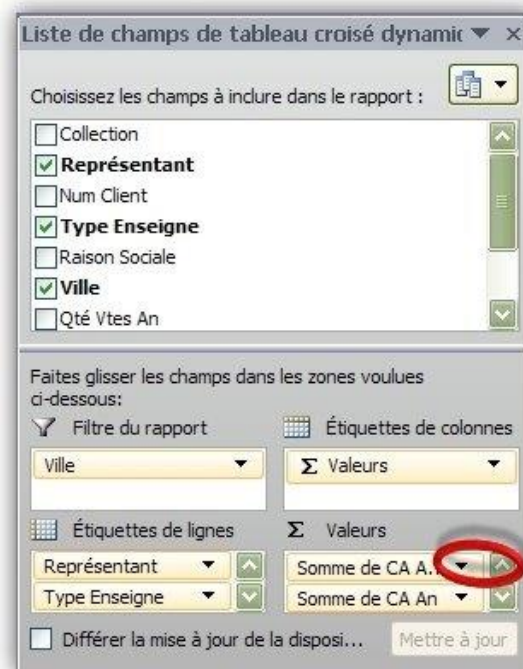 Liste de champs de tableau croisé dynamic
Choisissez les champs à inclure dans le rapport :
Collection
Représentant
Num Client
Type Enseigne
Raison Sociale
Ville
Qté Vtes An
Faites glisser les champs dans les zones voulues
ci-dessous:
Filtre du rapport
Étiquettes de colonnes
Ville
Σ Valeurs
Étiquettes de lignes
Σ Valeurs
Représentant
Somme de CA A...
Type Enseigne
Somme de CA An
Différer la mise à jour de la disposi...
Mettre à jour